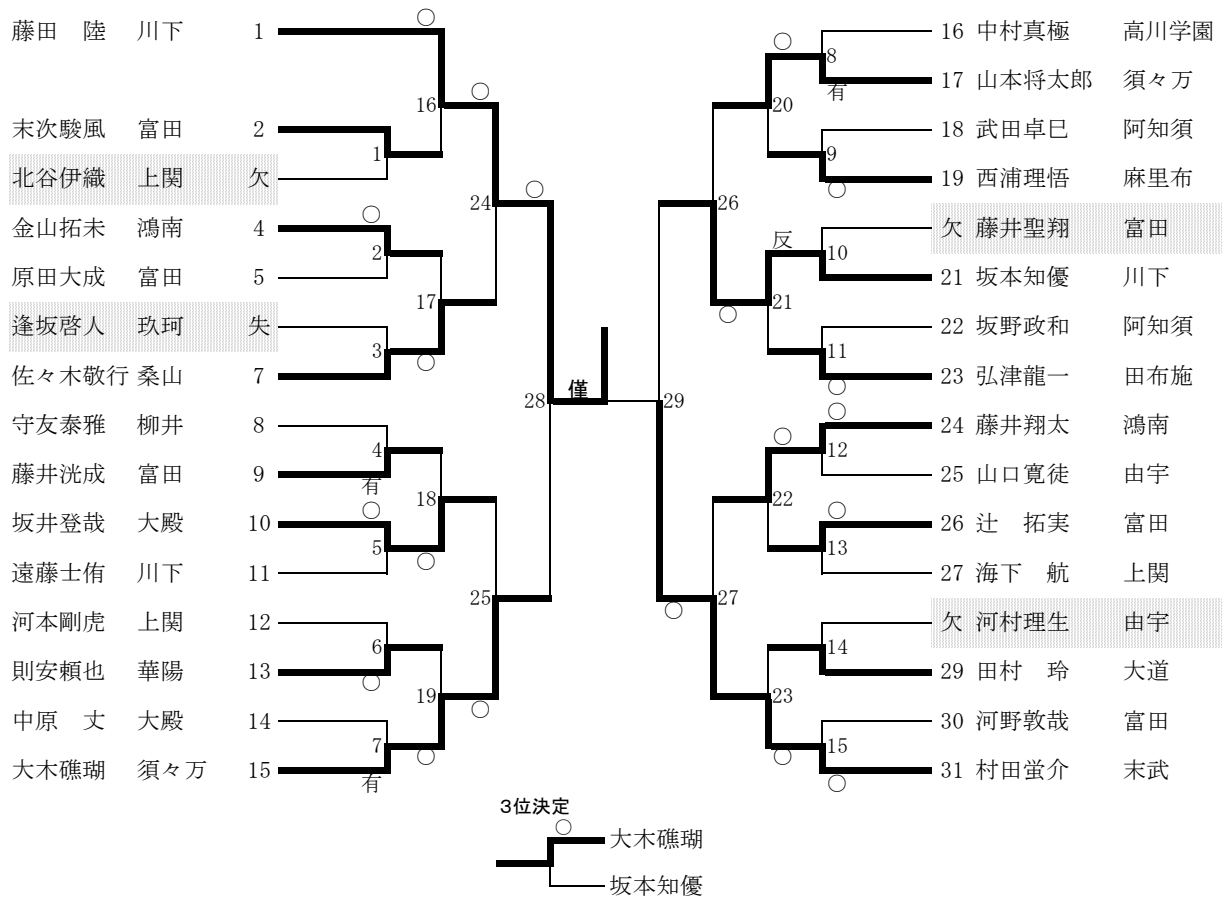 藤田 陸 川下 1
末次駿風 富田 2
北谷伊織 上関 欠
金山拓未 鴻南 4
原田大成 富田 5
逢坂啓人 玖珂 失
佐々木敬行 桑山 7
守友泰雅 柳井 8
藤井洸成 富田 9
坂井登哉 大殿 10
遠藤士侑 川下 11
河本剛虎 上関 12
則安頼也 華陽 13
中原 丈 大殿 14
大木礁瑚 須々万 15
○
16
○
1
○
2
17
3
○
24
○
4
有
18
○
5
○
6
○
19
7
有
○
25
○
28
僅
29
○
16 中村真極 高川学園
17 山本将太郎 須々万
18 武田卓巳 阿知須
19 西浦理悟 麻里布
欠 藤井聖翔 富田
21 坂本知優 川下
22 坂野政和 阿知須
23 弘津龍一 田布施
24 藤井翔太 鴻南
25 山口寛徒 由宇
26 辻 拓実 富田
27 海下 航 上関
欠 河村理生 由宇
29 田村 玲 大道
30 河野敦哉 富田
31 村田蛍介 末武
○
8
有
20
9
○
26
反
10
21
○
11
○
○
○
12
22
○
13
27
14
23
○
15
○
3位決定
○
大木礁瑚
坂本知優